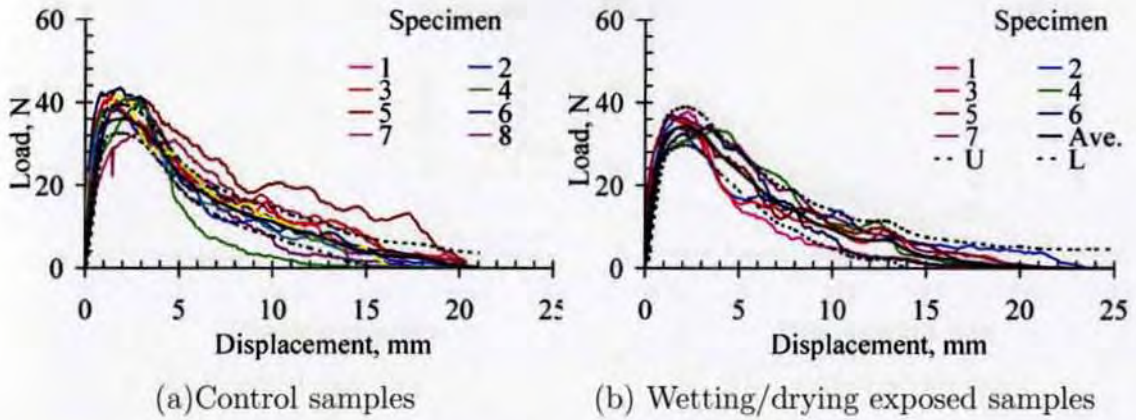 60
Specimen
1 2
3 4
5 6
7 8
40
20
0
Load, N
0 5 10 15 20 25
Displacement, mm
(a)Control samples
60
Specimen
1 2
3 4
5 6
7 Ave.
U L
40
20
0
Load, N
0 5 10 15 20 25
Displacement, mm
(b) Wetting/drying exposed samples